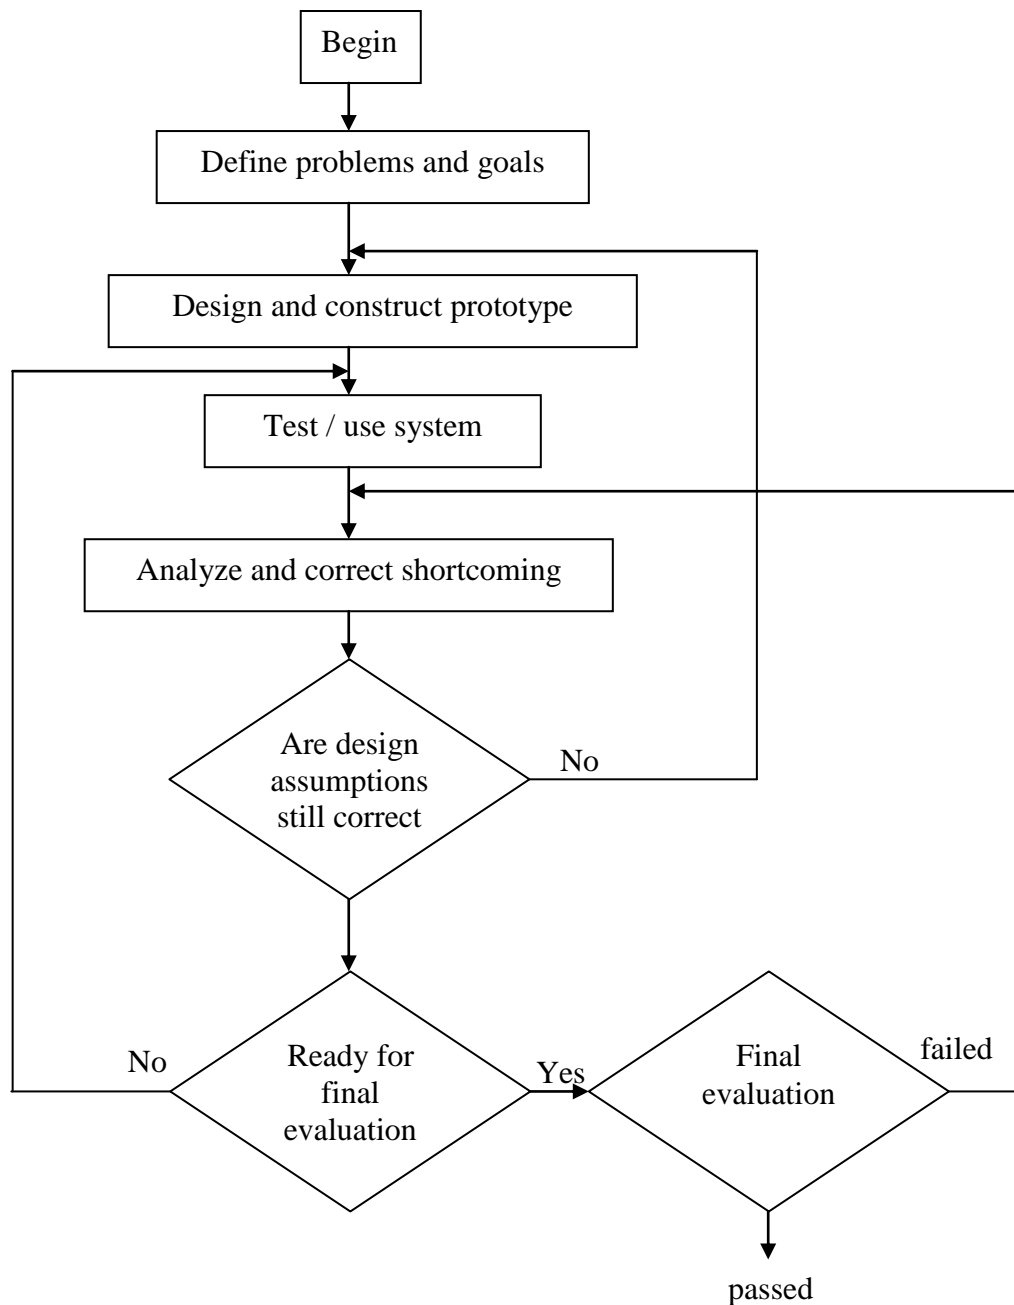 Begin
Define problems and goals
Design and construct prototype
Test / use system
Analyze and correct shortcoming
Are design
assumptions
still correct
No
Ready for
final
evaluation
No
Yes
Final
evaluation
failed
passed